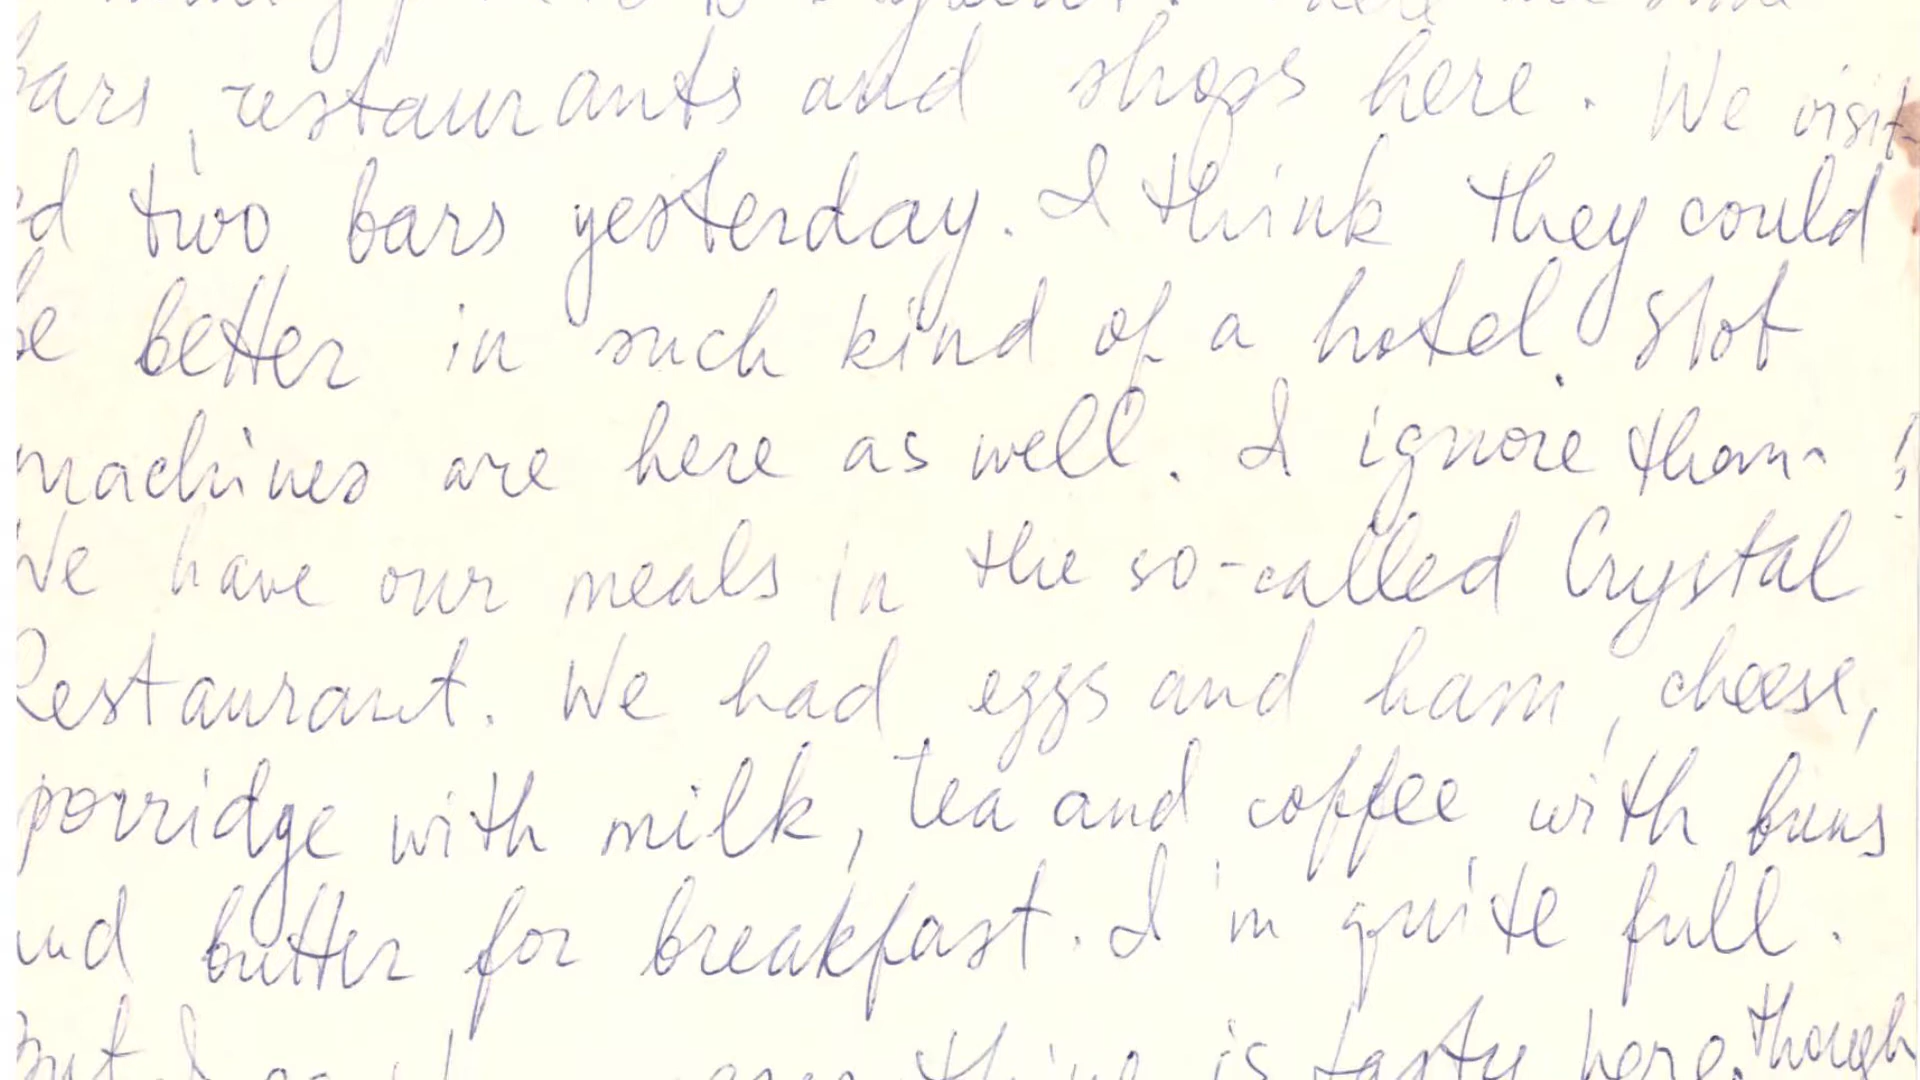 bars, restaurants and shops here. We visit-
ed two bars yesterday. I think they could
be better in such kind of a hotel. Slot
machines are here as well. I ignore them!
We have our meals in the so-called Crystal
Restaurant. We had eggs and ham, cheese,
porridge with milk, tea and coffee with buns
and butter for breakfast. I'm quite full.
But I is tasty here, though